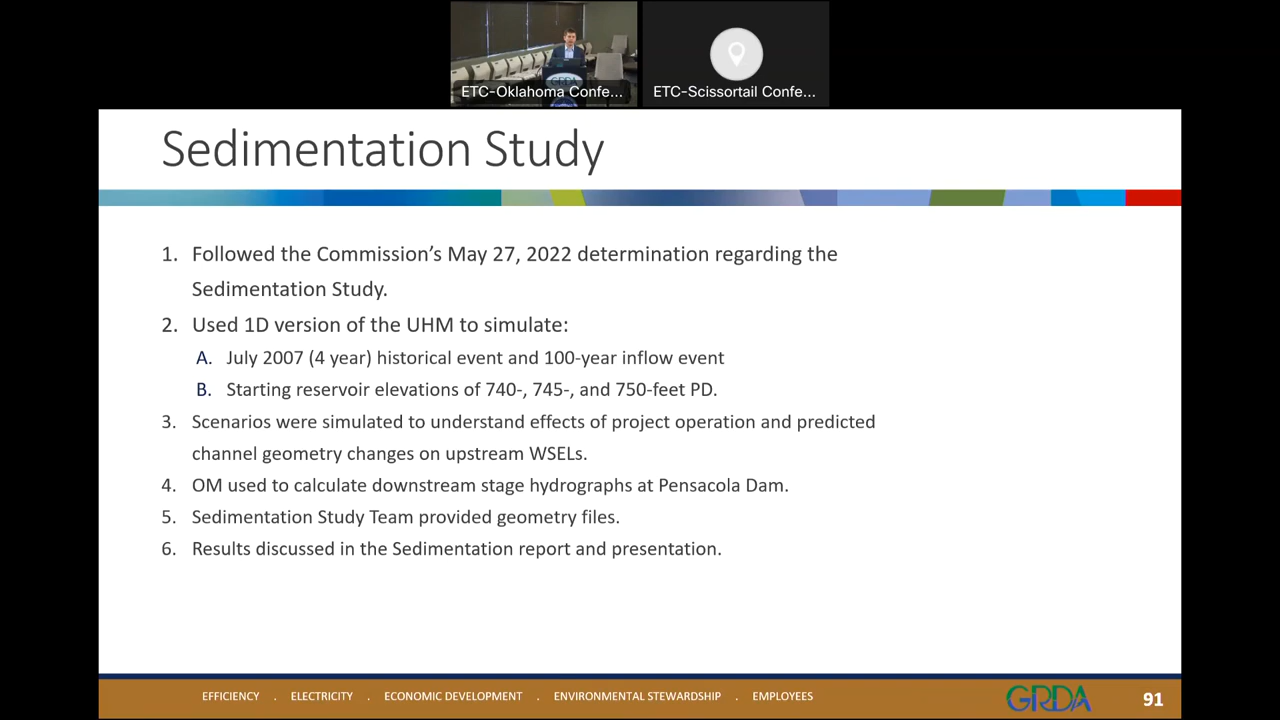 GRDA
ETC-Oklahoma Confe...
ETC-Scissortail Confe...
Sedimentation Study
1. Followed the Commission's May 27, 2022 determination regarding the
Sedimentation Study.
2. Used 1D version of the UHM to simulate:
A. July 2007 (4 year) historical event and 100-year inflow event
B. Starting reservoir elevations of 740-, 745-, and 750-feet PD.
3. Scenarios were simulated to understand effects of project operation and predicted
channel geometry changes on upstream WSELs.
4. OM used to calculate downstream stage hydrographs at Pensacola Dam.
5. Sedimentation Study Team provided geometry files.
6. Results discussed in the Sedimentation report and presentation.
EFFICIENCY . ELECTRICITY . ECONOMIC DEVELOPMENT . ENVIRONMENTAL STEWARDSHIP . EMPLOYEES
GRDA
91